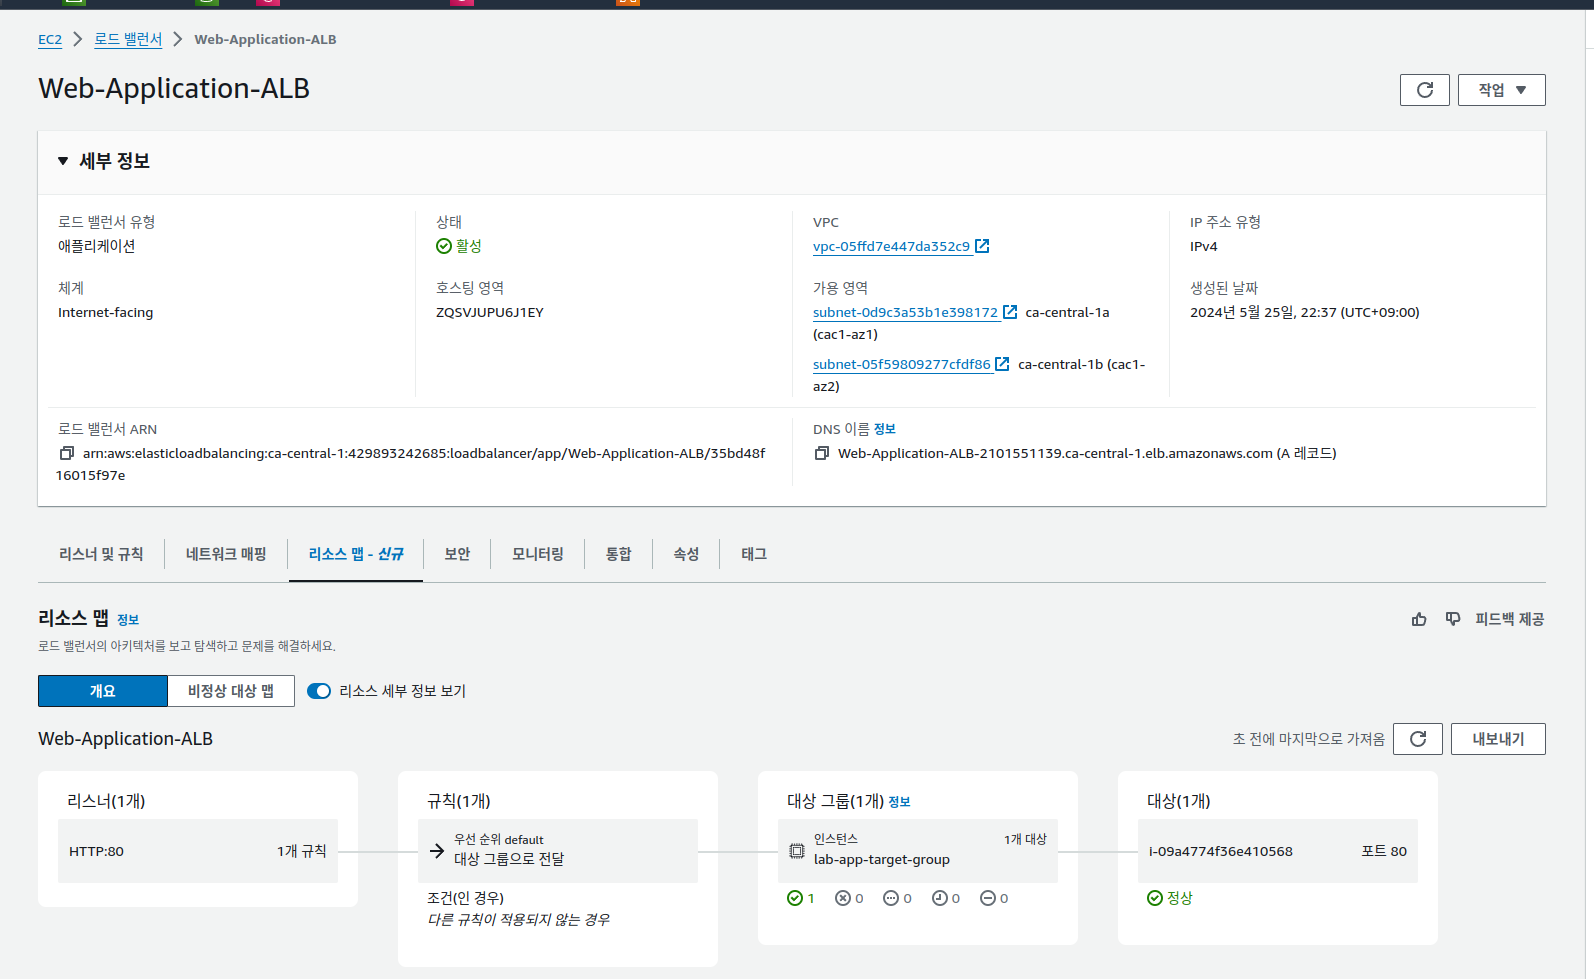 EC2 > 로드 밸런서 > Web-Application-ALB
Web-Application-ALB
작업
세부 정보
로드 밸런서 유형
애플리케이션
상태
활성
VPC
vpc-05ffd7e447da352c9
IP 주소 유형
IPv4
체계
Internet-facing
호스팅 영역
ZQSVJUPU6J1EY
가용 영역
subnet-0d9c3a53b1e398172 ca-central-1a
(cac1-az1)
subnet-05f59809277cfdf86 ca-central-1b (cac1-
az2)
생성된 날짜
2024년 5월 25일, 22:37 (UTC+09:00)
로드 밸런서 ARN
arn:aws:elasticloadbalancing:ca-central-1:429893242685:loadbalancer/app/Web-Application-ALB/35bd48f
16015f97e
DNS 이름 정보
Web-Application-ALB-2101551139.ca-central-1.elb.amazonaws.com (A 레코드)
리스너 및 규칙 네트워크 매핑 리소스 맵 - 신규 보안 모니터링 통합 속성 태그
리소스 맵 정보
피드백 제공
로드 밸런서의 아키텍처를 보고 탐색하고 문제를 해결하세요.
개요 비정상 대상 맵 리소스 세부 정보 보기
Web-Application-ALB
초 전에 마지막으로 가져옴 내보내기
리스너(1개)
HTTP:80 1개 규칙
규칙(1개)
우선 순위 default
대상 그룹으로 전달
조건(인 경우)
다른 규칙이 적용되지 않는 경우
대상 그룹(1개) 정보
인스턴스 1개 대상
lab-app-target-group
1 0 0 0 0
대상(1개)
i-09a4774f36e410568 포트 80
정상